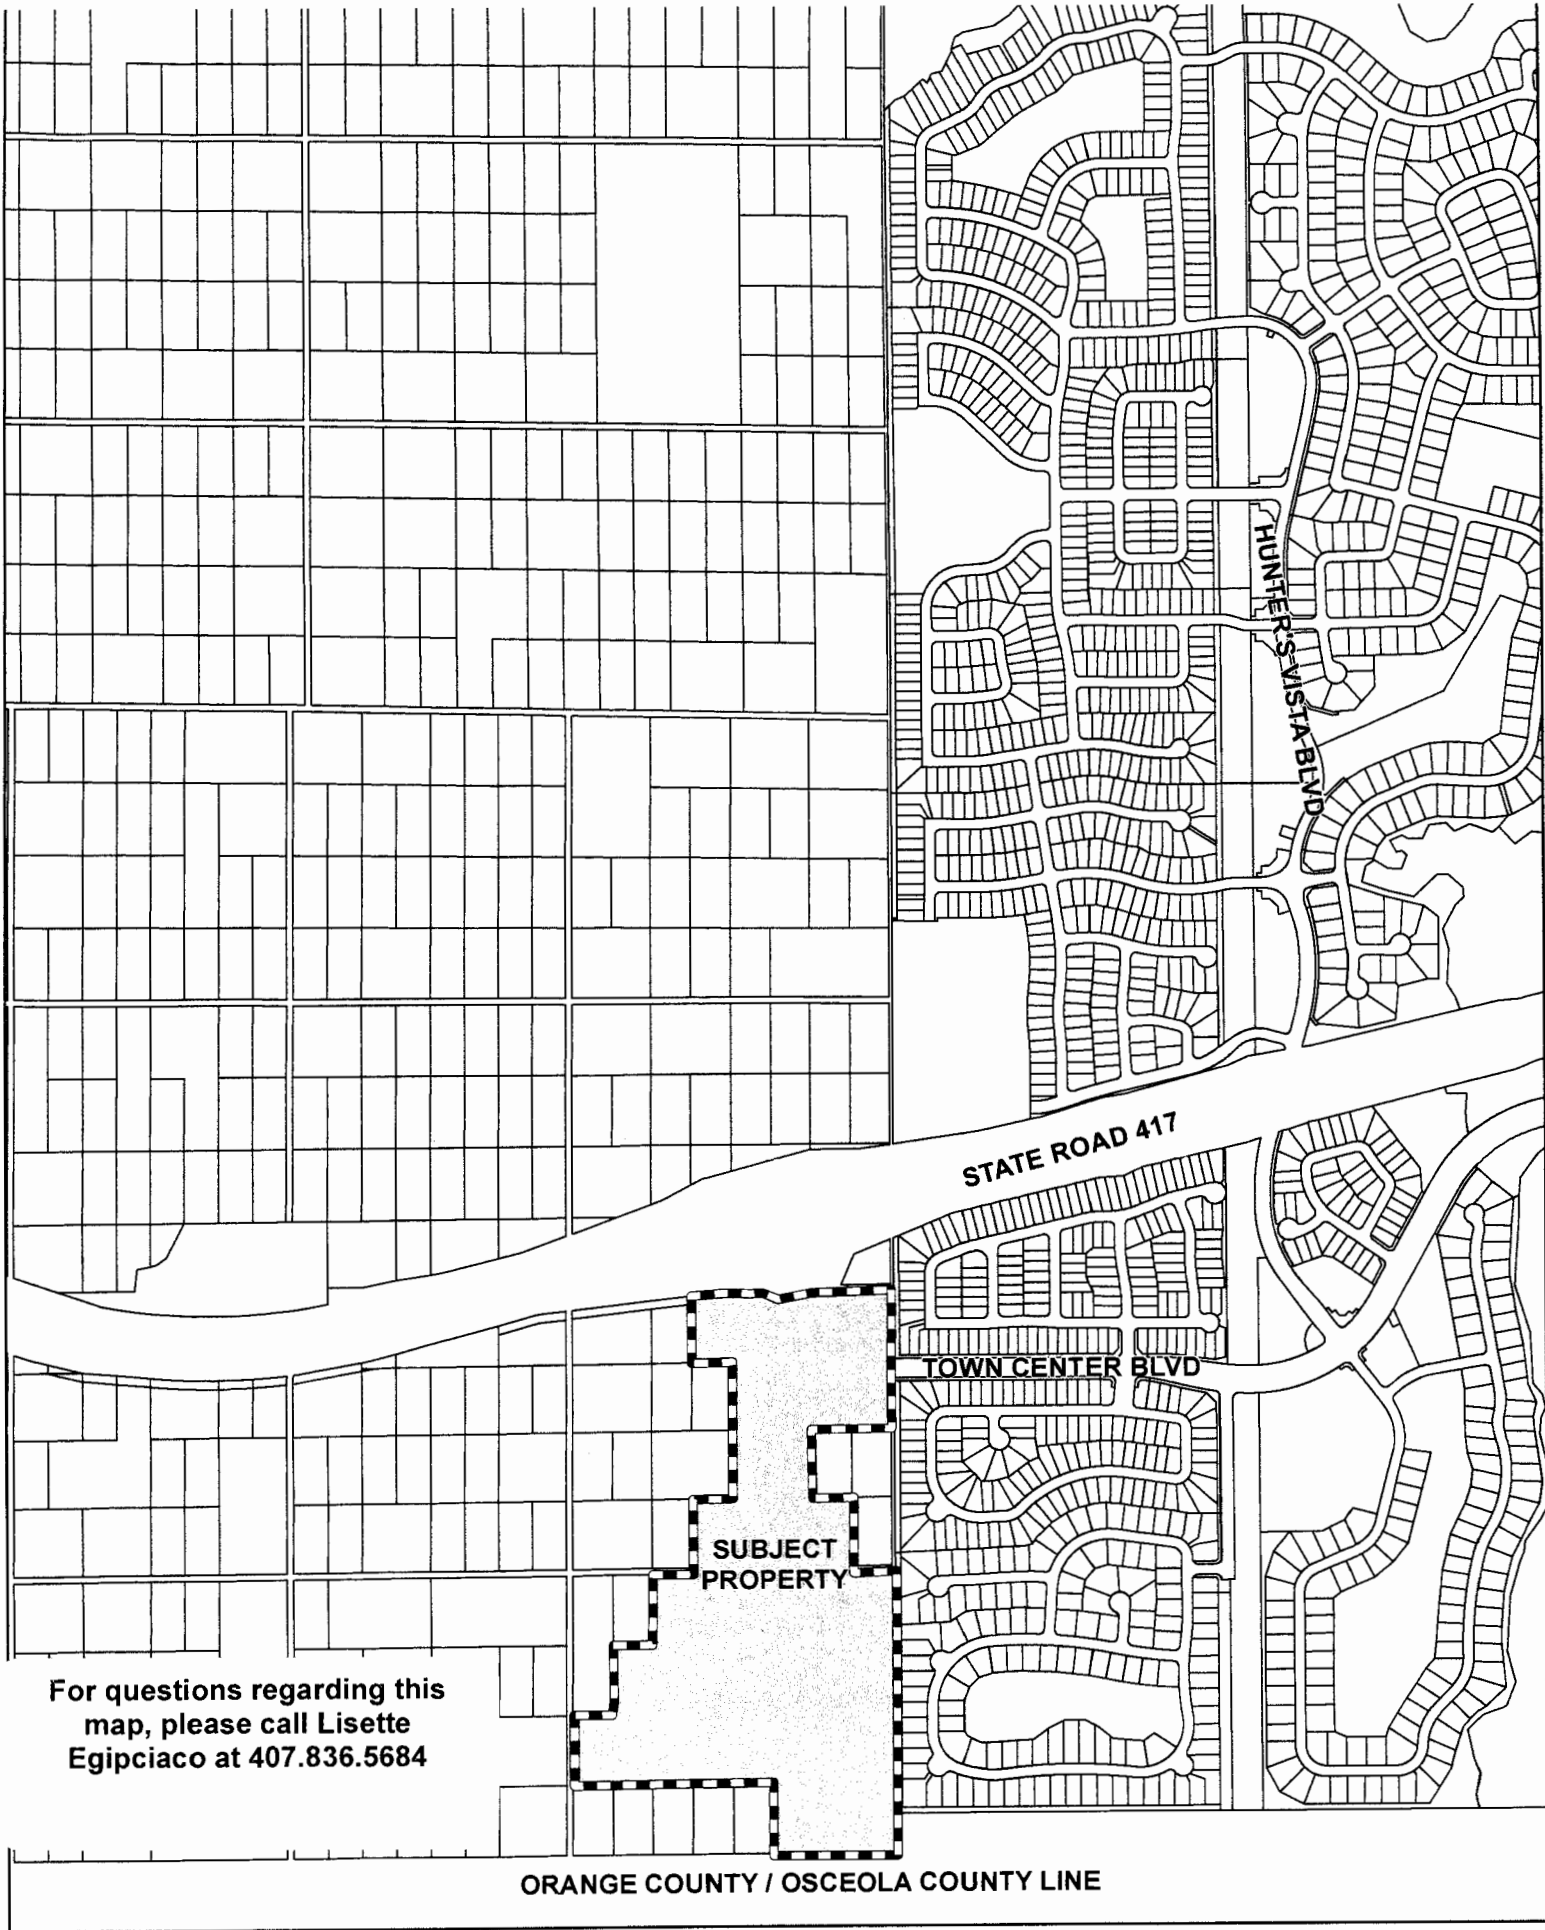 HUNTER'S VISTA BLVD
STATE ROAD 417
TOWN CENTER BLVD
SUBJECT
PROPERTY
For questions regarding this
map, please call Lisette
Egipciaco at 407.836.5684
ORANGE COUNTY / OSCEOLA COUNTY LINE